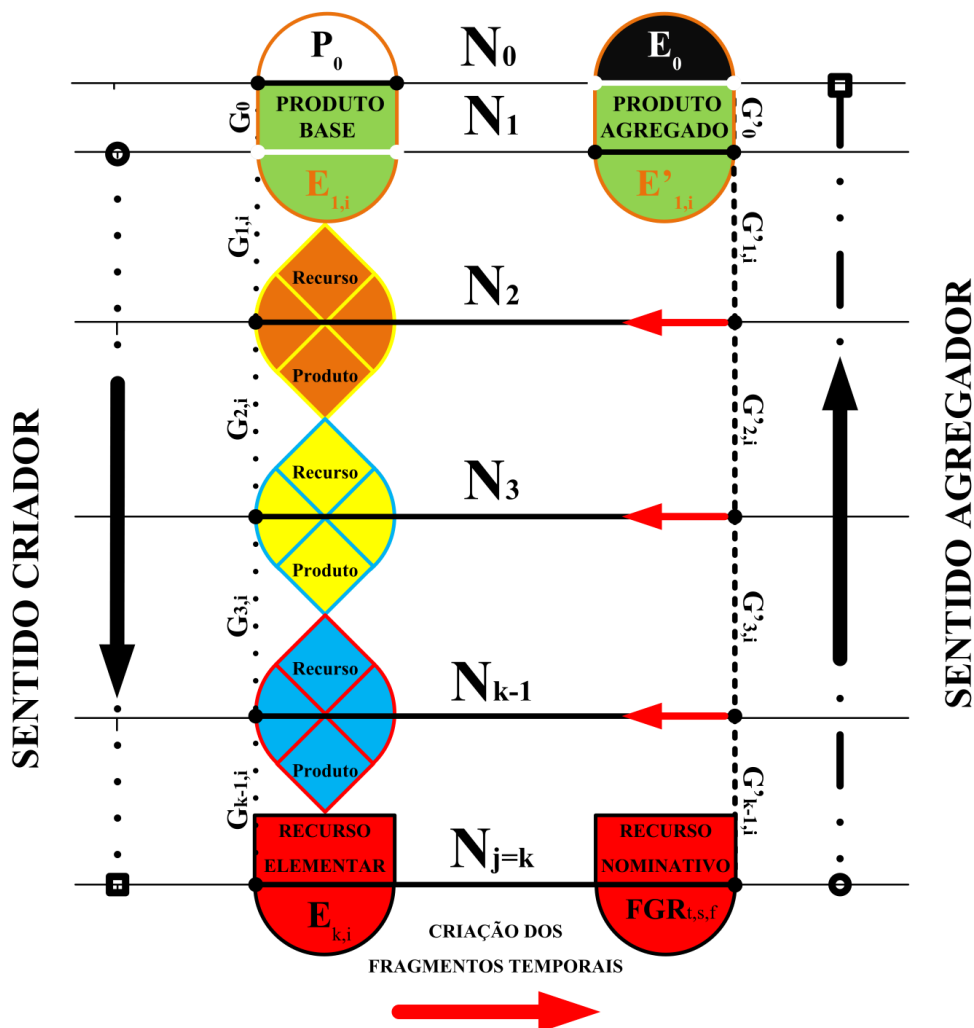 P0 N0 E0
G0 PRODUTO BASE N1 PRODUTO AGREGADO G'0
E1,i E'1,i
G1,i G'1,i
Recurso N2
Produto
G2,i G'2,i
Recurso N3
Produto
G3,i G'3,i
Recurso Nk-1
Produto
Gk-1,i G'k-1,i
RECURSO ELEMENTAR Nj=k RECURSO NOMINATIVO
Ek,i FGRt,s,f
CRIAÇÃO DOS
FRAGMENTOS TEMPORAIS
SENTIDO CRIADOR
SENTIDO AGREGADOR